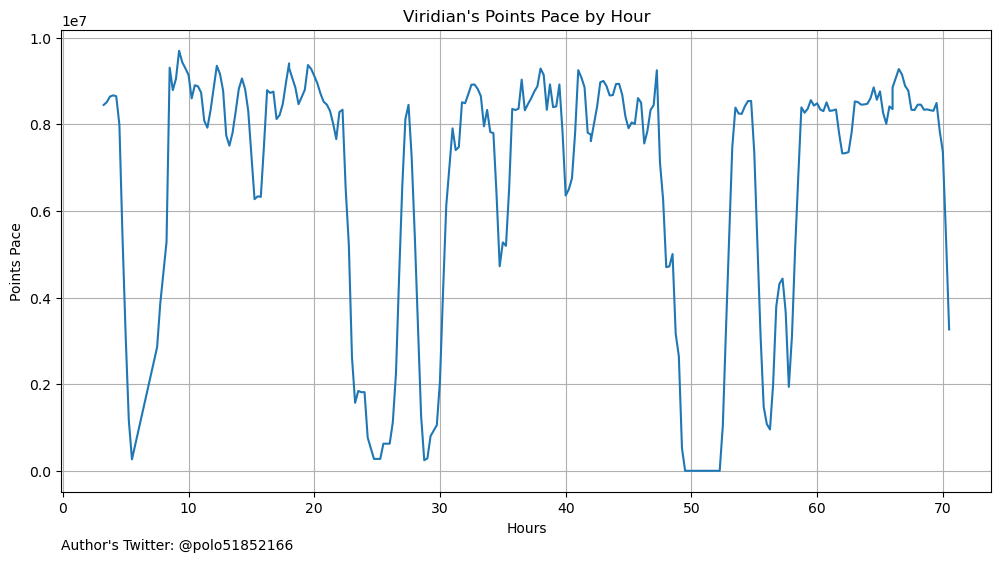 Viridian's Points Pace by Hour
1e7
1.0
0.8
0.6
0.4
0.2
0.0
Points Pace
0 10 20 30 40 50 60 70
Hours
Author's Twitter: @polo51852166